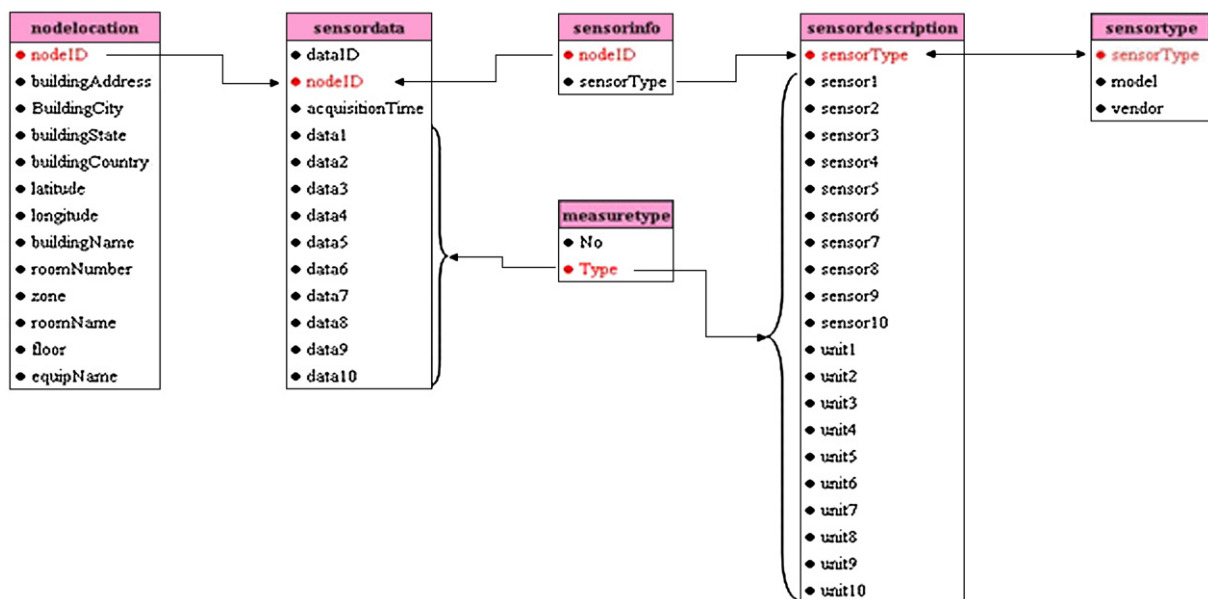 nodelocation
nodeID
buildingAddress
BuildingCity
buildingState
buildingCountry
latitude
longitude
buildingName
roomNumber
zone
roomName
floor
equipName
sensordata
dataID
nodeID
acquisitionTime
data1
data2
data3
data4
data5
data6
data7
data8
data9
data10
sensorinfo
nodeID
sensorType
measuretype
No
Type
sensordescription
sensorType
sensor1
sensor2
sensor3
sensor4
sensor5
sensor6
sensor7
sensor8
sensor9
sensor10
unit1
unit2
unit3
unit4
unit5
unit6
unit7
unit8
unit9
unit10
sensortype
sensorType
model
vendor